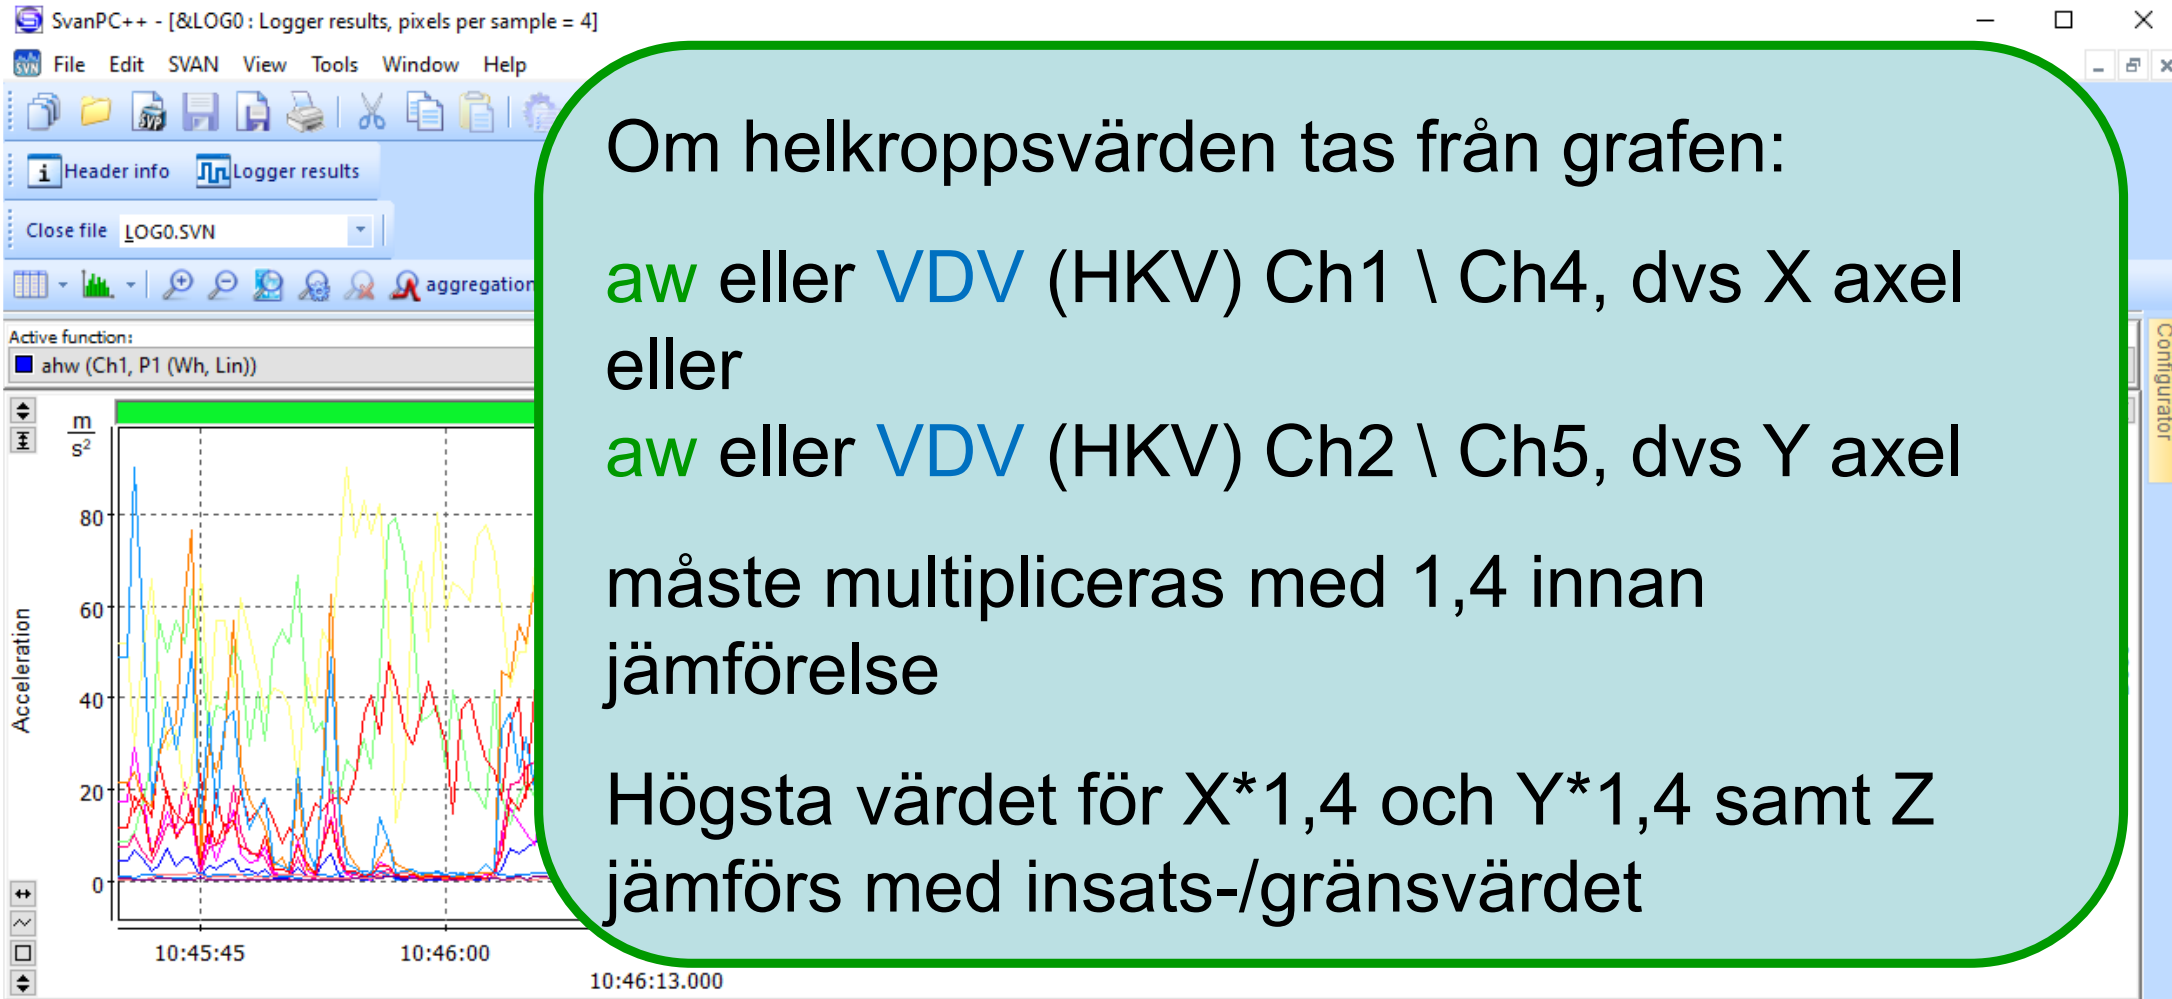 SvanPC++ - [&LOG0 : Logger results, pixels per sample = 4]
SVN File Edit SVAN View Tools Window Help
SVP
i Header info Logger results
Close file LOG0.SVN
aggregation
Active function:
ahw (Ch1, P1 (Wh, Lin))
Configurator
m
s²
80
60
40
20
0
Acceleration
10:45:45 10:46:00
10:46:13.000
Om helkroppsvärden tas från grafen:
aw eller VDV (HKV) Ch1 \ Ch4, dvs X axel
eller
aw eller VDV (HKV) Ch2 \ Ch5, dvs Y axel
måste multipliceras med 1,4 innan
jämförelse
Högsta värdet för X*1,4 och Y*1,4 samt Z
jämförs med insats-/gränsvärdet